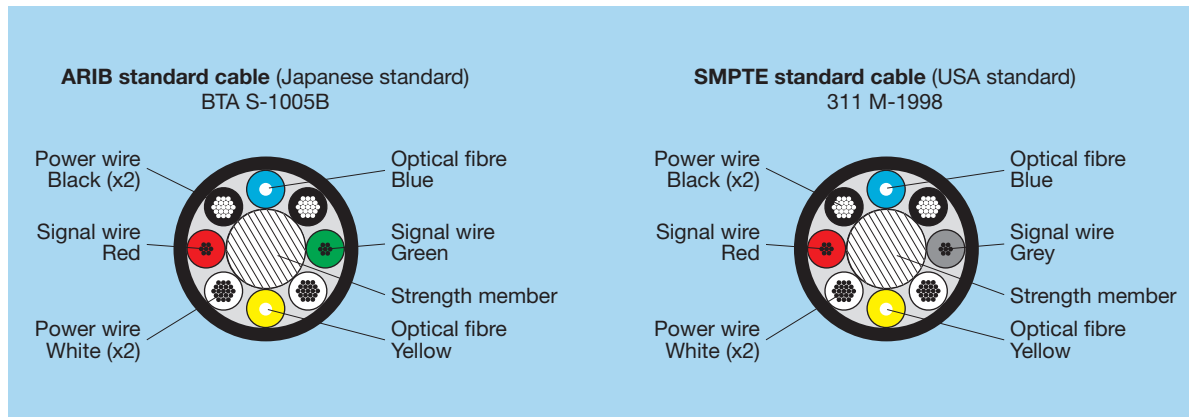 ARIB standard cable (Japanese standard)
BTA S-1005B
Power wire
Black (x2)
Optical fibre
Blue
Signal wire
Red
Signal wire
Green
Strength member
Power wire
White (x2)
Optical fibre
Yellow
SMPTE standard cable (USA standard)
311 M-1998
Power wire
Black (x2)
Optical fibre
Blue
Signal wire
Red
Signal wire
Grey
Strength member
Power wire
White (x2)
Optical fibre
Yellow